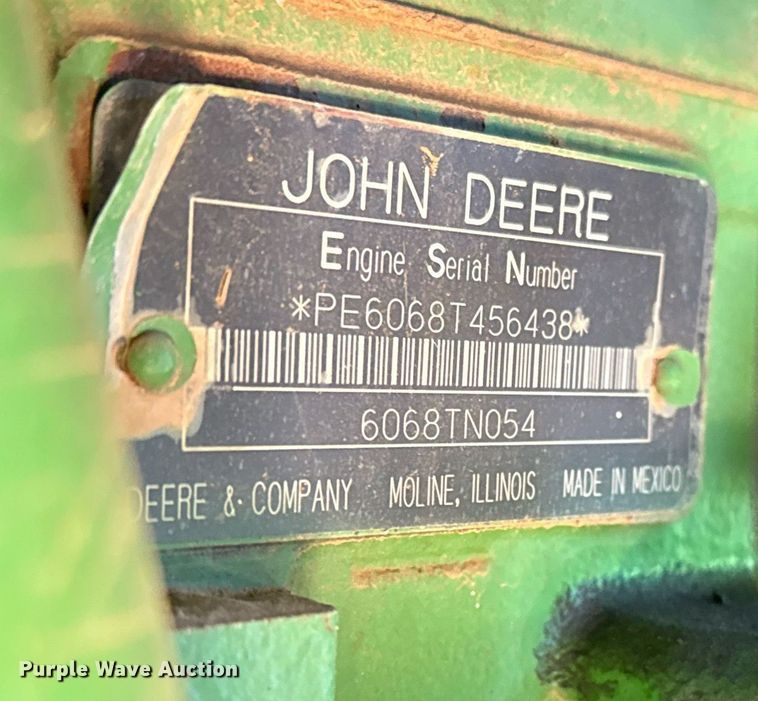 JOHN DEERE
Engine Serial Number
*PE6068T456438*
6068TN054
DEERE & COMPANY MOLINE, ILLINOIS MADE IN MEXICO
Purple Wave Auction